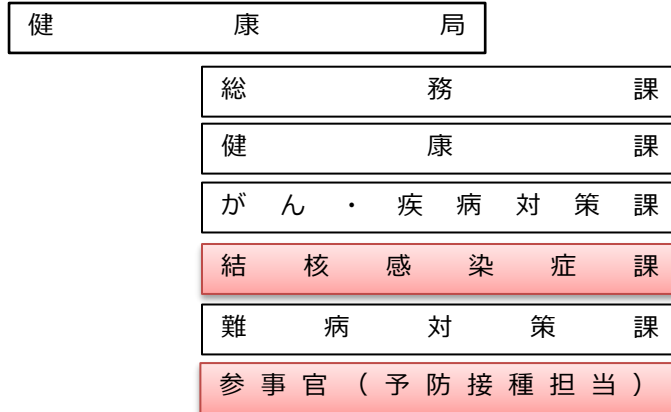 健康局
総務課
健康課
がん・疾病対策課
結核感染症課
難病対策課
参事官（予防接種担当）